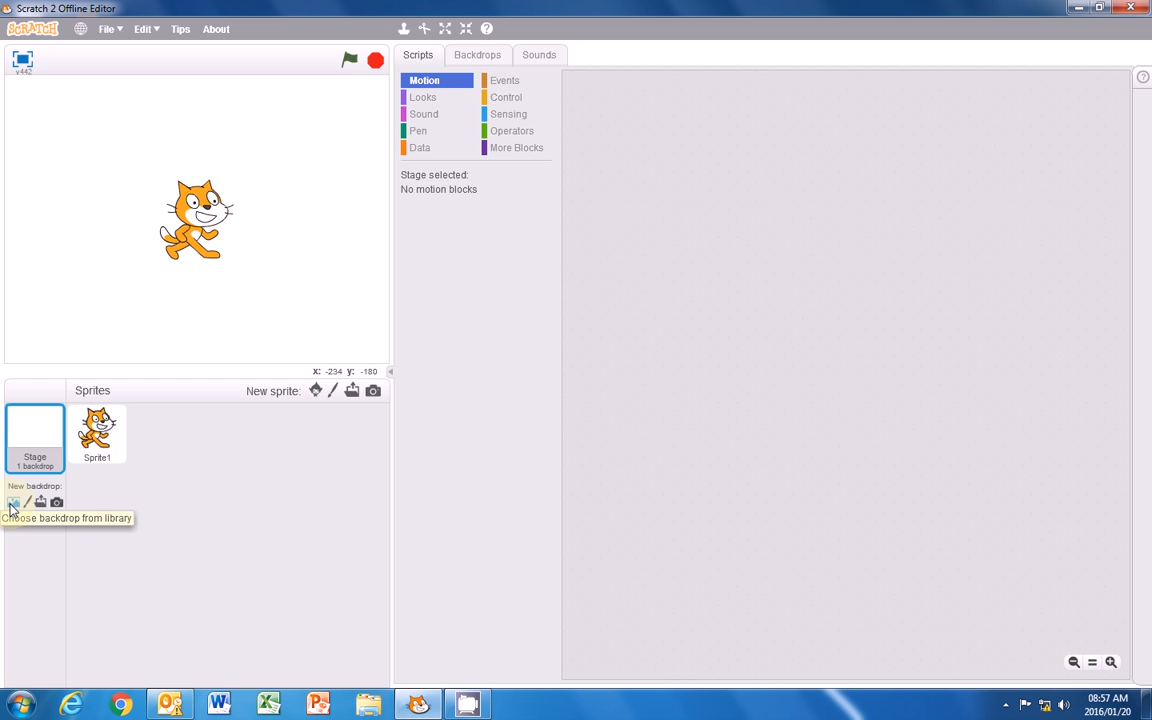 Scratch 2 Offline Editor
SCRATCH File Edit Tips About
v442
Scripts Backdrops Sounds
Motion Events
Looks Control
Sound Sensing
Pen Operators
Data More Blocks
Stage selected:
No motion blocks
x: -234 y: -180
Sprites New sprite:
Stage
1 backdrop
Sprite1
New backdrop:
Choose backdrop from library
08:57 AM
2016/01/20